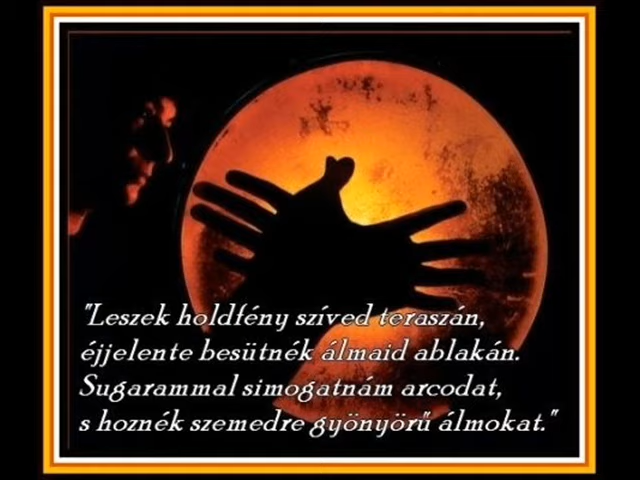 "Leszek holdfény szíved teraszán,
éjjelente besütnék álmaid ablakán.
Sugarammal simogatnám arcodat,
s hoznék szemedre gyönyörű álmokat."